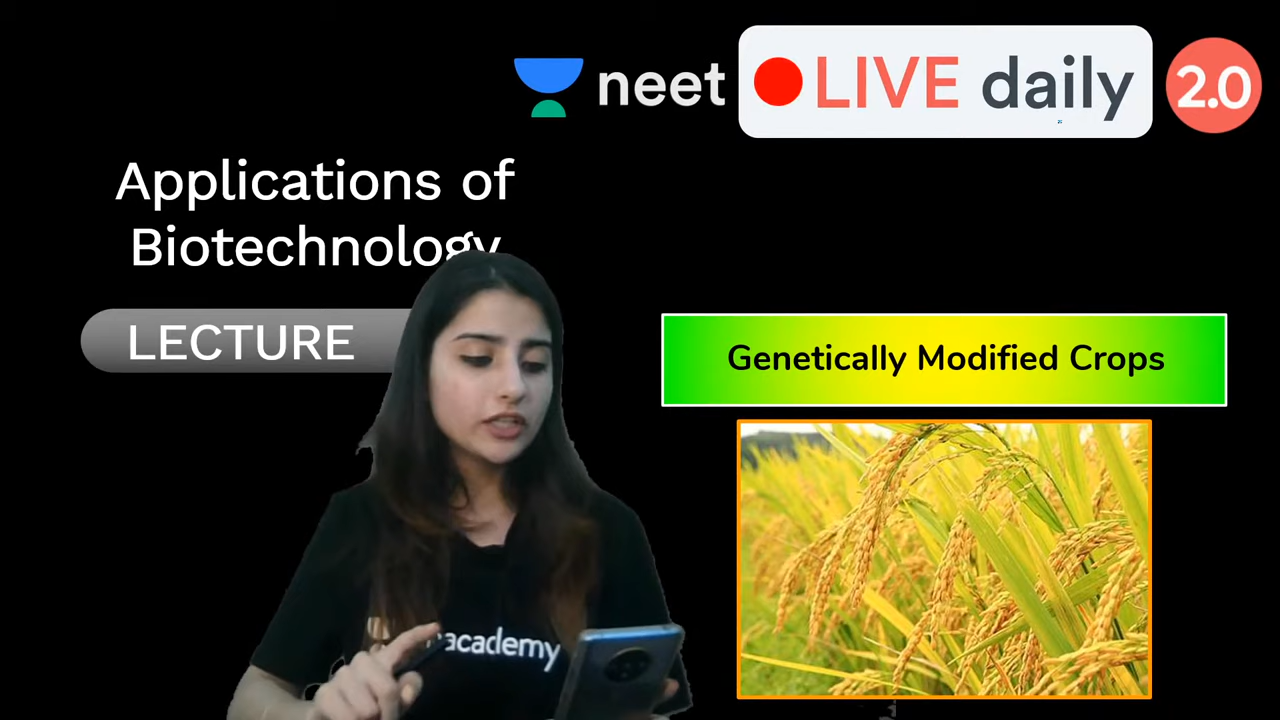 neet LIVE daily 2.0
Applications of
Biotechnology
LECTURE
Genetically Modified Crops
academy